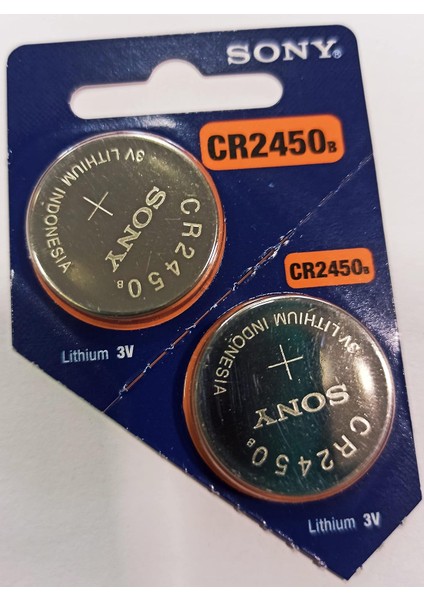 SONY®
CR2450B
3V LITHIUM INDONESIA
+
SONY
CR2450B
Lithium 3V
CR2450B
3V LITHIUM INDONESIA
+
SONY
CR2450B
Lithium 3V